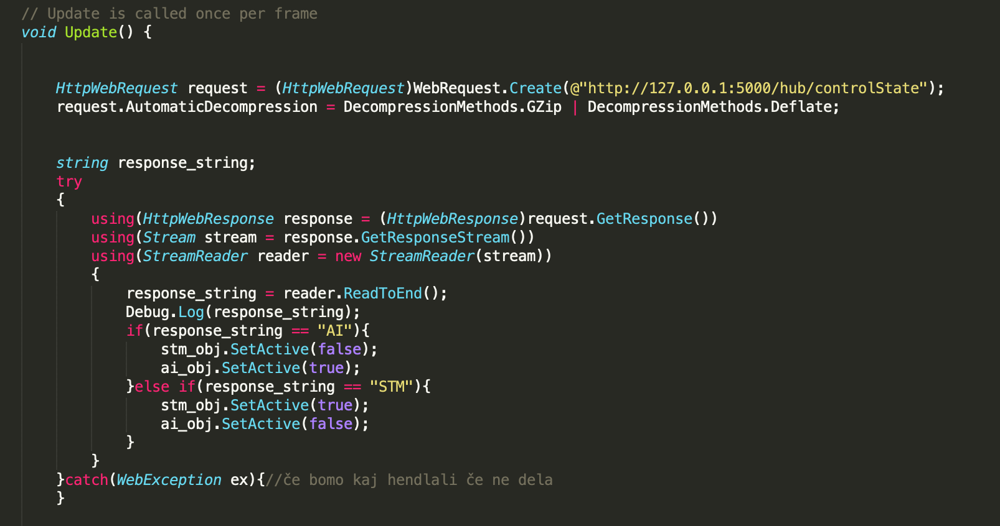 // Update is called once per frame
void Update() {
HttpWebRequest request = (HttpWebRequest)WebRequest.Create(@"http://127.0.0.1:5000/hub/controlState");
request.AutomaticDecompression = DecompressionMethods.GZip | DecompressionMethods.Deflate;
string response_string;
try
{
using(HttpWebResponse response = (HttpWebResponse)request.GetResponse())
using(Stream stream = response.GetResponseStream())
using(StreamReader reader = new StreamReader(stream))
{
response_string = reader.ReadToEnd();
Debug.Log(response_string);
if(response_string == "AI"){
stm_obj.SetActive(false);
ai_obj.SetActive(true);
}else if(response_string == "STM"){
stm_obj.SetActive(true);
ai_obj.SetActive(false);
}
}
}catch(WebException ex){//če bomo kaj hendlali če ne dela
}